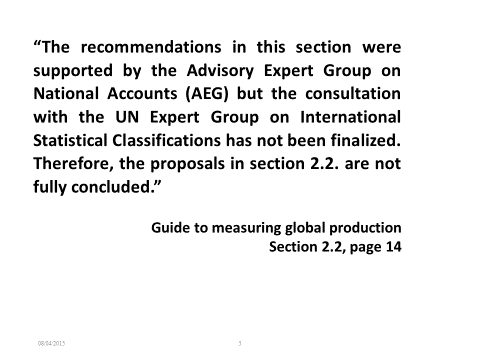 “The recommendations in this section were
supported by the Advisory Expert Group on
National Accounts (AEG) but the consultation
with the UN Expert Group on International
Statistical Classifications has not been finalized.
Therefore, the proposals in section 2.2. are not
fully concluded.”
Guide to measuring global production
Section 2.2, page 14
08/04/2015
5